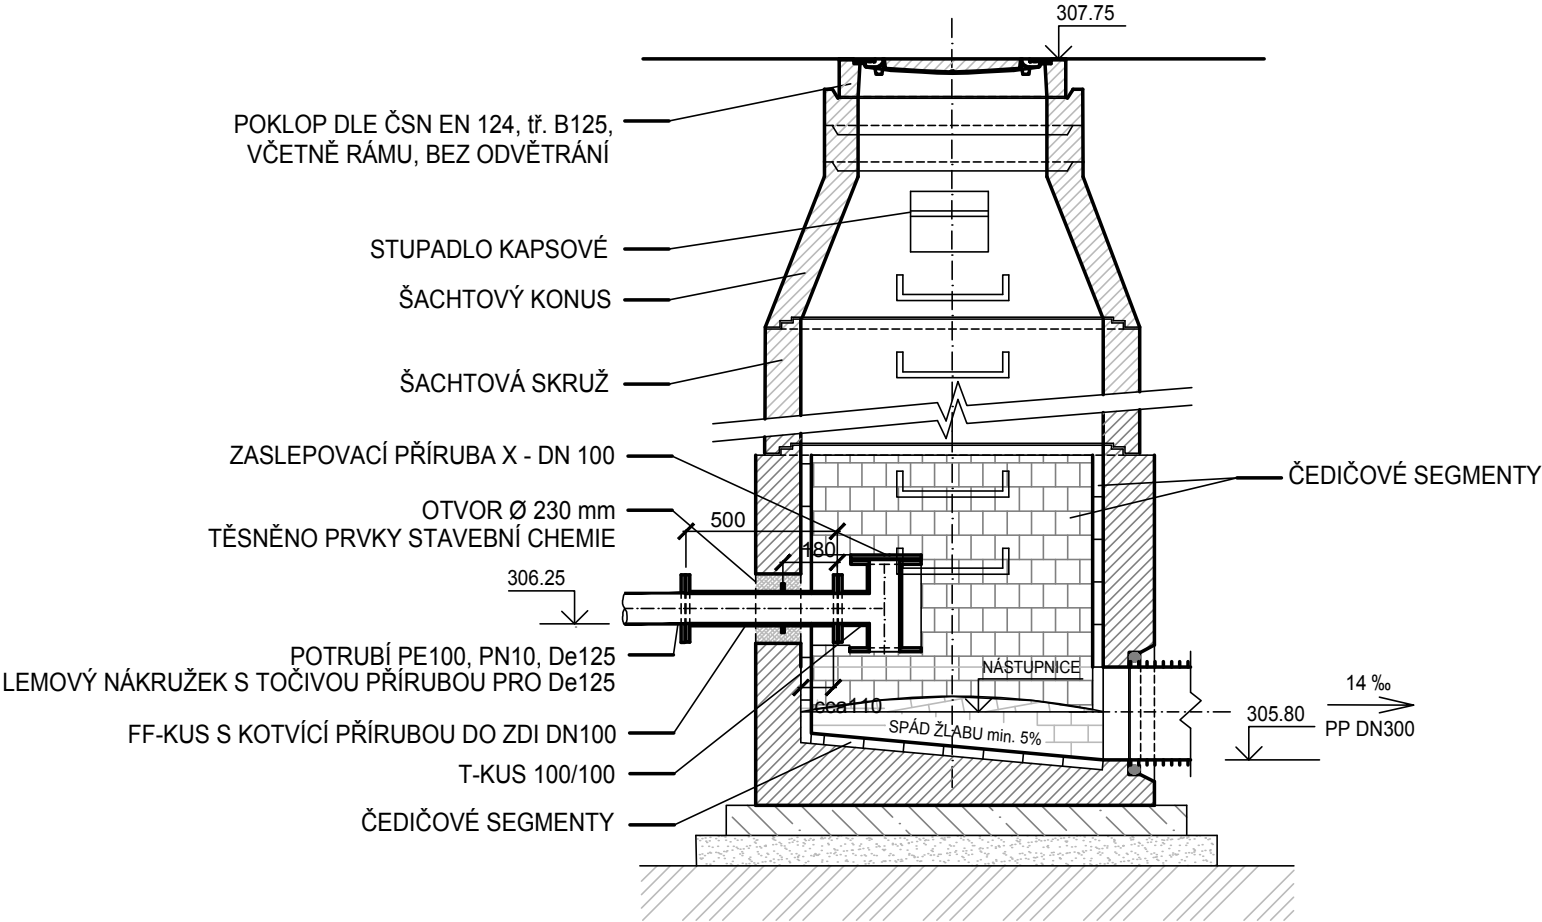 307.75
POKLOP DLE ČSN EN 124, tř. B125,
VČETNĚ RÁMU, BEZ ODVĚTRÁNÍ
STUPADLO KAPSOVÉ
ŠACHTOVÝ KONUS
ŠACHTOVÁ SKRUŽ
ZASLEPOVACÍ PŘÍRUBA X - DN 100
ČEDIČOVÉ SEGMENTY
OTVOR Ø 230 mm
TĚSNĚNO PRVKY STAVEBNÍ CHEMIE
500
180
306.25
POTRUBÍ PE100, PN10, De125
LEMOVÝ NÁKRUŽEK S TOČIVOU PŘÍRUBOU PRO De125
NÁSTUPNICE
cca110
14 ‰
305.80
PP DN300
FF-KUS S KOTVÍCÍ PŘÍRUBOU DO ZDI DN100
SPÁD ŽLABU min. 5%
T-KUS 100/100
ČEDIČOVÉ SEGMENTY